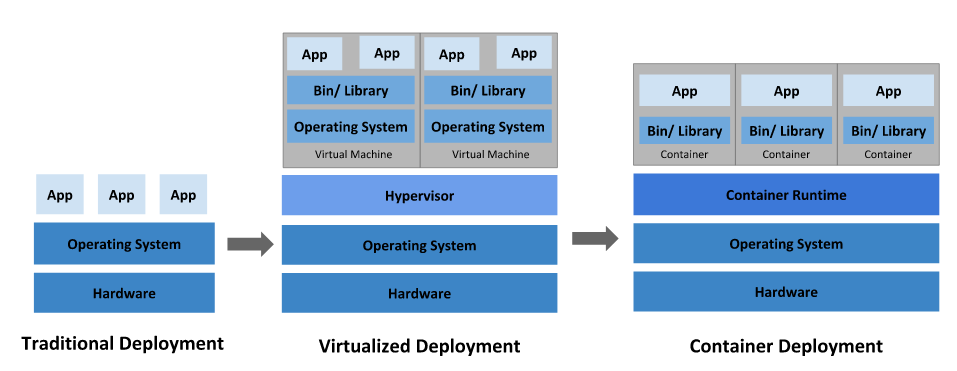 App App App
Operating System
Hardware
Traditional Deployment
App App App App
Bin/ Library Bin/ Library
Operating System Operating System
Virtual Machine Virtual Machine
Hypervisor
Operating System
Hardware
Virtualized Deployment
App App App
Bin/ Library Bin/ Library Bin/ Library
Container Container Container
Container Runtime
Operating System
Hardware
Container Deployment